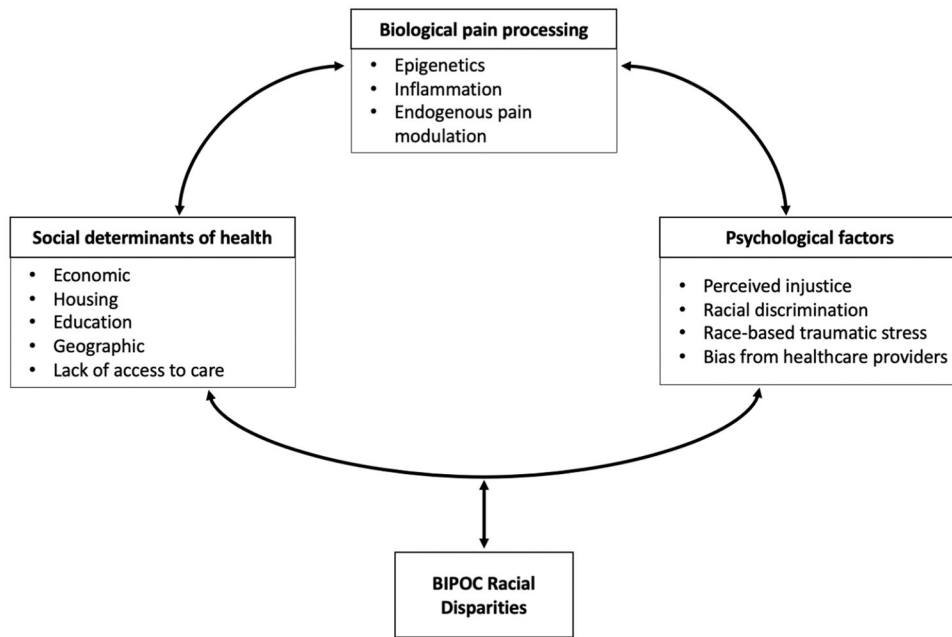 Biological pain processing
• Epigenetics
• Inflammation
• Endogenous pain
modulation
Social determinants of health
• Economic
• Housing
• Education
• Geographic
• Lack of access to care
Psychological factors
• Perceived injustice
• Racial discrimination
• Race-based traumatic stress
• Bias from healthcare providers
BIPOC Racial
Disparities